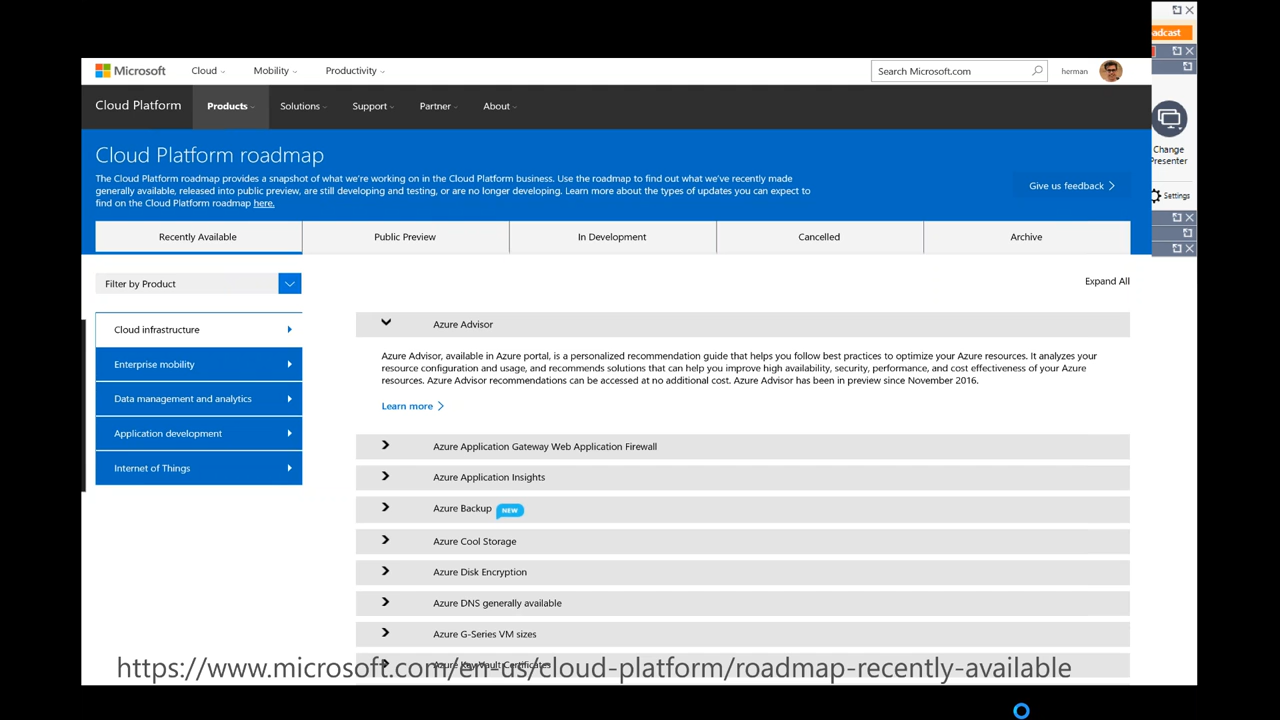 Microsoft Cloud Mobility Productivity Search Microsoft.com herman
adcast
Cloud Platform Products Solutions Support Partner About
Change
Presenter
Settings
Cloud Platform roadmap
The Cloud Platform roadmap provides a snapshot of what we're working on in the Cloud Platform business. Use the roadmap to find out what we've recently made
generally available, released into public preview, are still developing and testing, or are no longer developing. Learn more about the types of updates you can expect to
find on the Cloud Platform roadmap here.
Give us feedback
Recently Available Public Preview In Development Cancelled Archive
Filter by Product
Expand All
Cloud infrastructure
Enterprise mobility
Data management and analytics
Application development
Internet of Things
Azure Advisor
Azure Advisor, available in Azure portal, is a personalized recommendation guide that helps you follow best practices to optimize your Azure resources. It analyzes your
resource configuration and usage, and recommends solutions that can help you improve high availability, security, performance, and cost effectiveness of your Azure
resources. Azure Advisor recommendations can be accessed at no additional cost. Azure Advisor has been in preview since November 2016.
Learn more
Azure Application Gateway Web Application Firewall
Azure Application Insights
Azure Backup NEW
Azure Cool Storage
Azure Disk Encryption
Azure DNS generally available
Azure G-Series VM sizes
Azure Key Vault Certificates
https://www.microsoft.com/en-us/cloud-platform/roadmap-recently-available